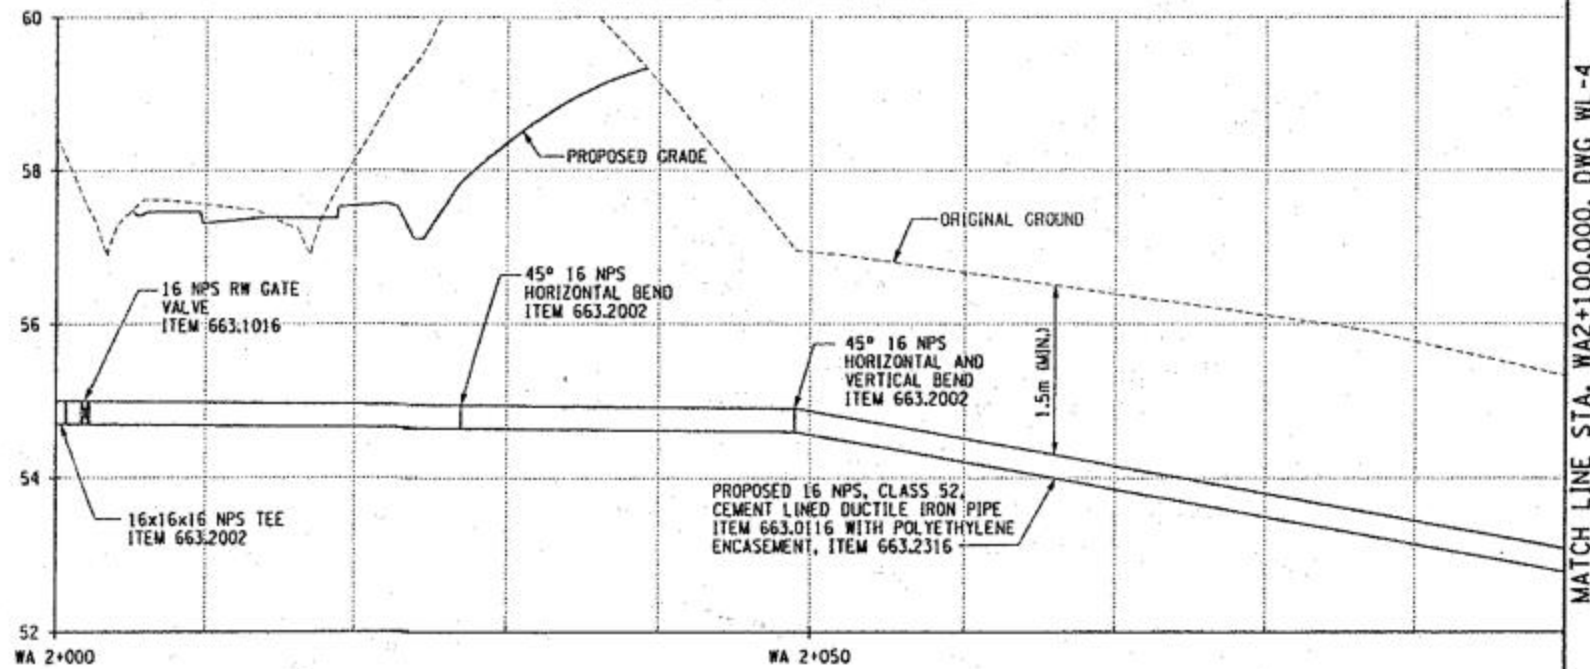 60
58
56
54
52
PROPOSED GRADE
ORIGINAL GROUND
16 NPS RW GATE
VALVE
ITEM 663.1016
45° 16 NPS
HORIZONTAL BEND
ITEM 663.2002
45° 16 NPS
HORIZONTAL AND
VERTICAL BEND
ITEM 663.2002
1.5m (MIN.)
16x16x16 NPS TEE
ITEM 663.2002
PROPOSED 16 NPS, CLASS 52,
CEMENT LINED DUCTILE IRON PIPE
ITEM 663.0116 WITH POLYETHYLENE
ENCASEMENT, ITEM 663.2316
WA 2+000
WA 2+050
MATCH LINE STA. WA2+100.000, DWG WL-4